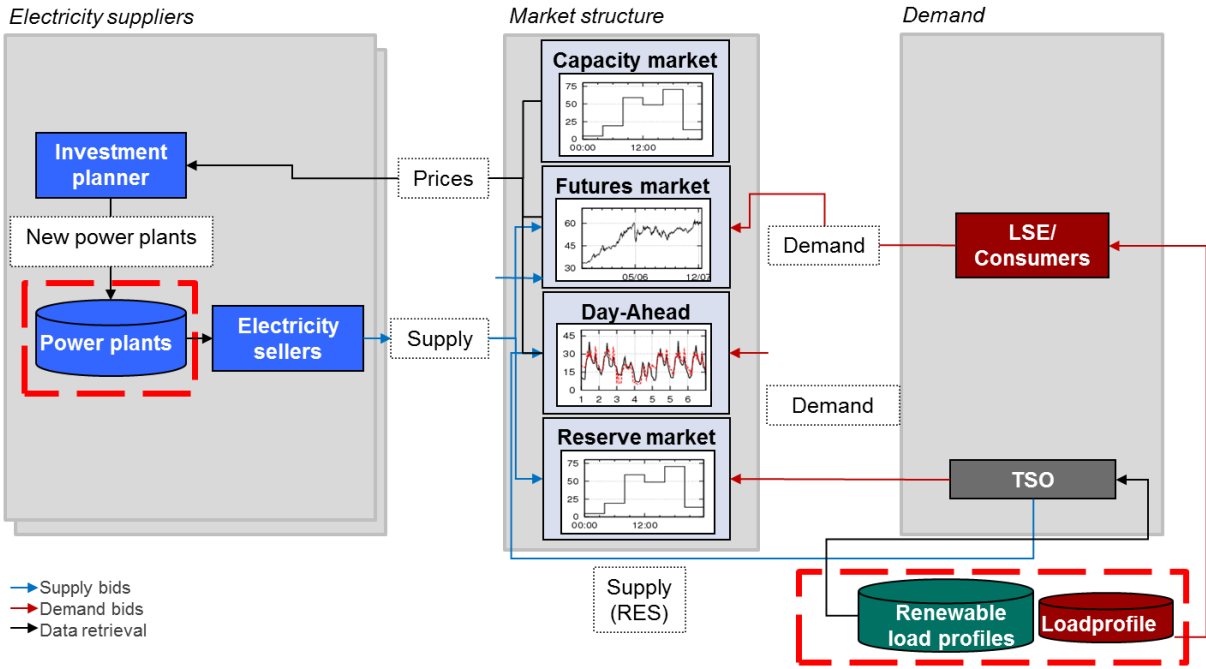 Electricity suppliers
Market structure
Demand
Capacity market
75
50
25
0
00:00 12:00
Investment
planner
Prices
Futures market
60
45
30
05/06 12/07
New power plants
Demand
LSE/
Consumers
Power plants
Electricity
sellers
Supply
Day-Ahead
45
30
15
0
1 2 3 4 5 5 6
Demand
Reserve market
75
50
25
0
00:00 12:00
TSO
Supply bids
Demand bids
Data retrieval
Supply
(RES)
Renewable
load profiles
Loadprofile